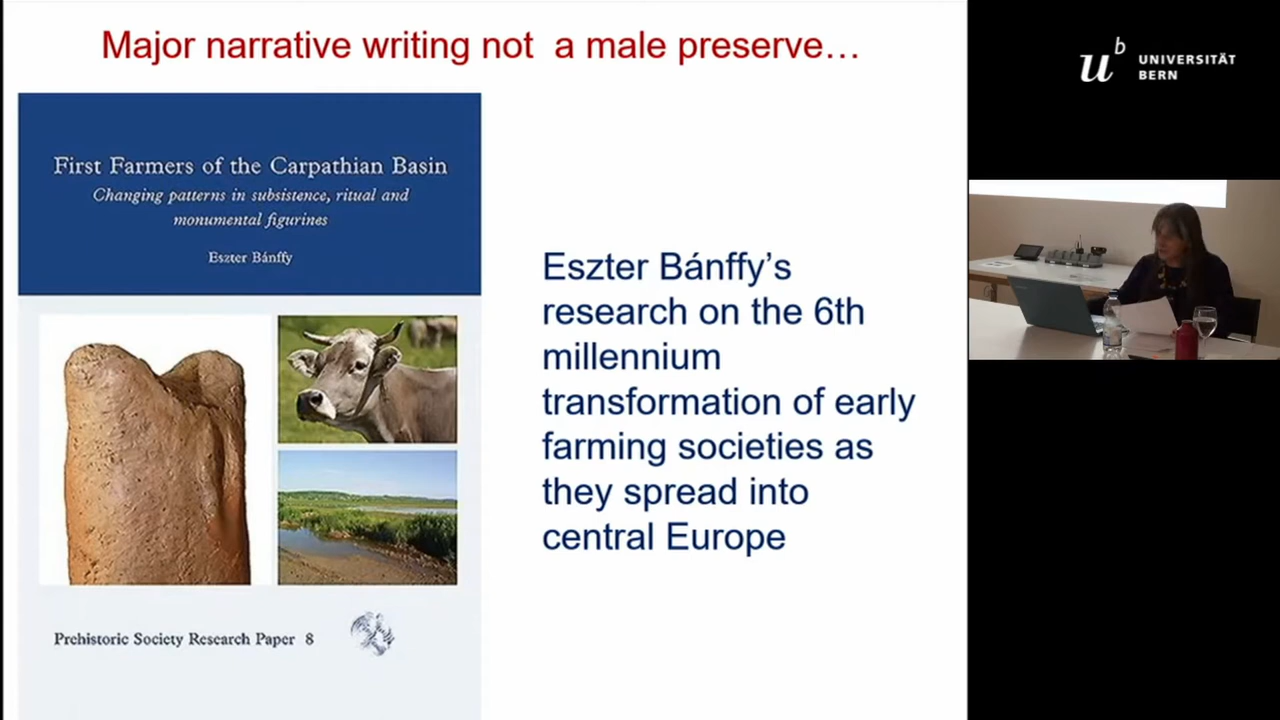 Major narrative writing not a male preserve…
First Farmers of the Carpathian Basin
Changing patterns in subsistence, ritual and
monumental figurines
Eszter Bánffy
Prehistoric Society Research Paper 8
Eszter Bánffy’s
research on the 6th
millennium
transformation of early
farming societies as
they spread into
central Europe
u
b
UNIVERSITÄT
BERN